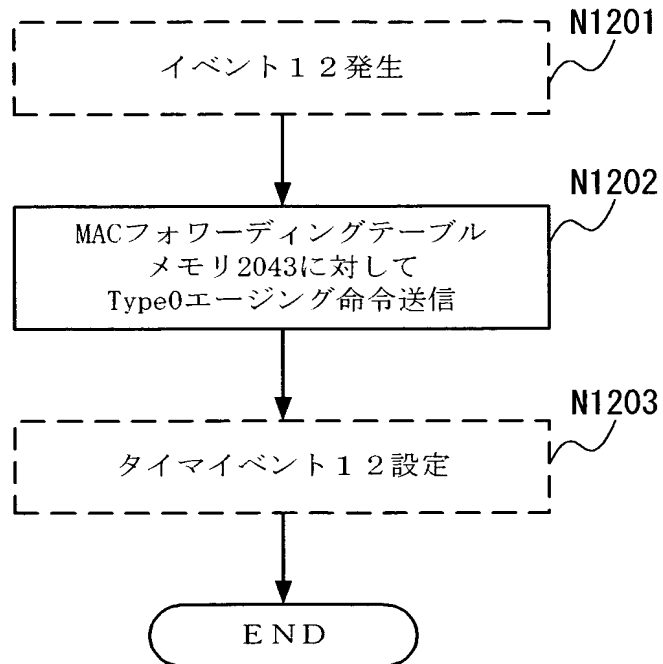 N1201
イベント１２発生
N1202
MACフォワーディングテーブル
メモリ2043に対して
Type0エージング命令送信
N1203
タイマイベント１２設定
END